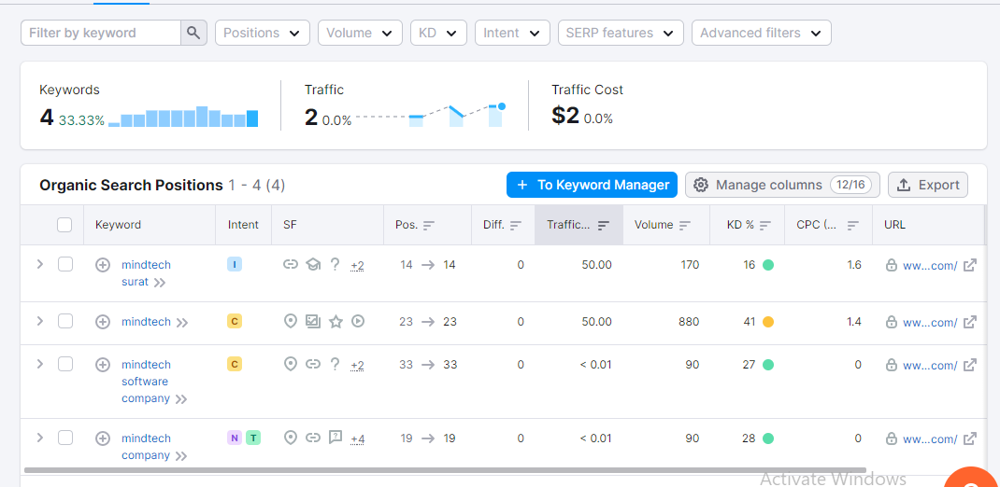 Filter by keyword Positions Volume KD Intent SERP features Advanced filters
Keywords Traffic Traffic Cost
4 33.33% 2 0.0% $2 0.0%
Organic Search Positions 1 - 4 (4) + To Keyword Manager Manage columns 12/16 Export
Keyword Intent SF Pos. Diff. Traffic... Volume KD % CPC (... URL
mindtech I +2 14 → 14 0 50.00 170 16 1.6 ww...com/
surat
mindtech C 23 → 23 0 50.00 880 41 1.4 ww...com/
mindtech C ? +2 33 → 33 0 < 0.01 90 27 0 ww...com/
software
company
mindtech N T +4 19 → 19 0 < 0.01 90 28 0 ww...com/
company
Activate Windows